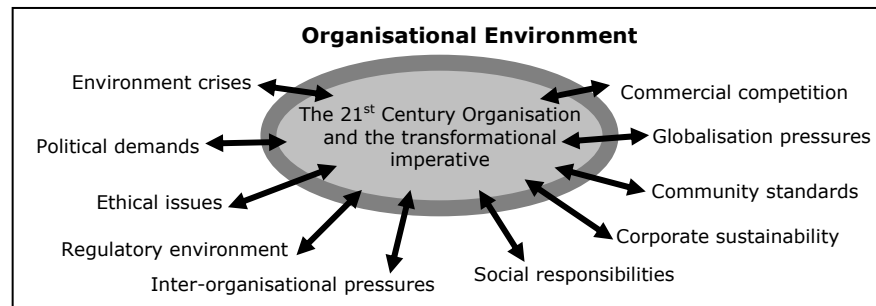 Organisational Environment
Environment crises
Commercial competition
The 21st Century Organisation
and the transformational
imperative
Political demands
Globalisation pressures
Ethical issues
Community standards
Regulatory environment
Corporate sustainability
Inter-organisational pressures
Social responsibilities